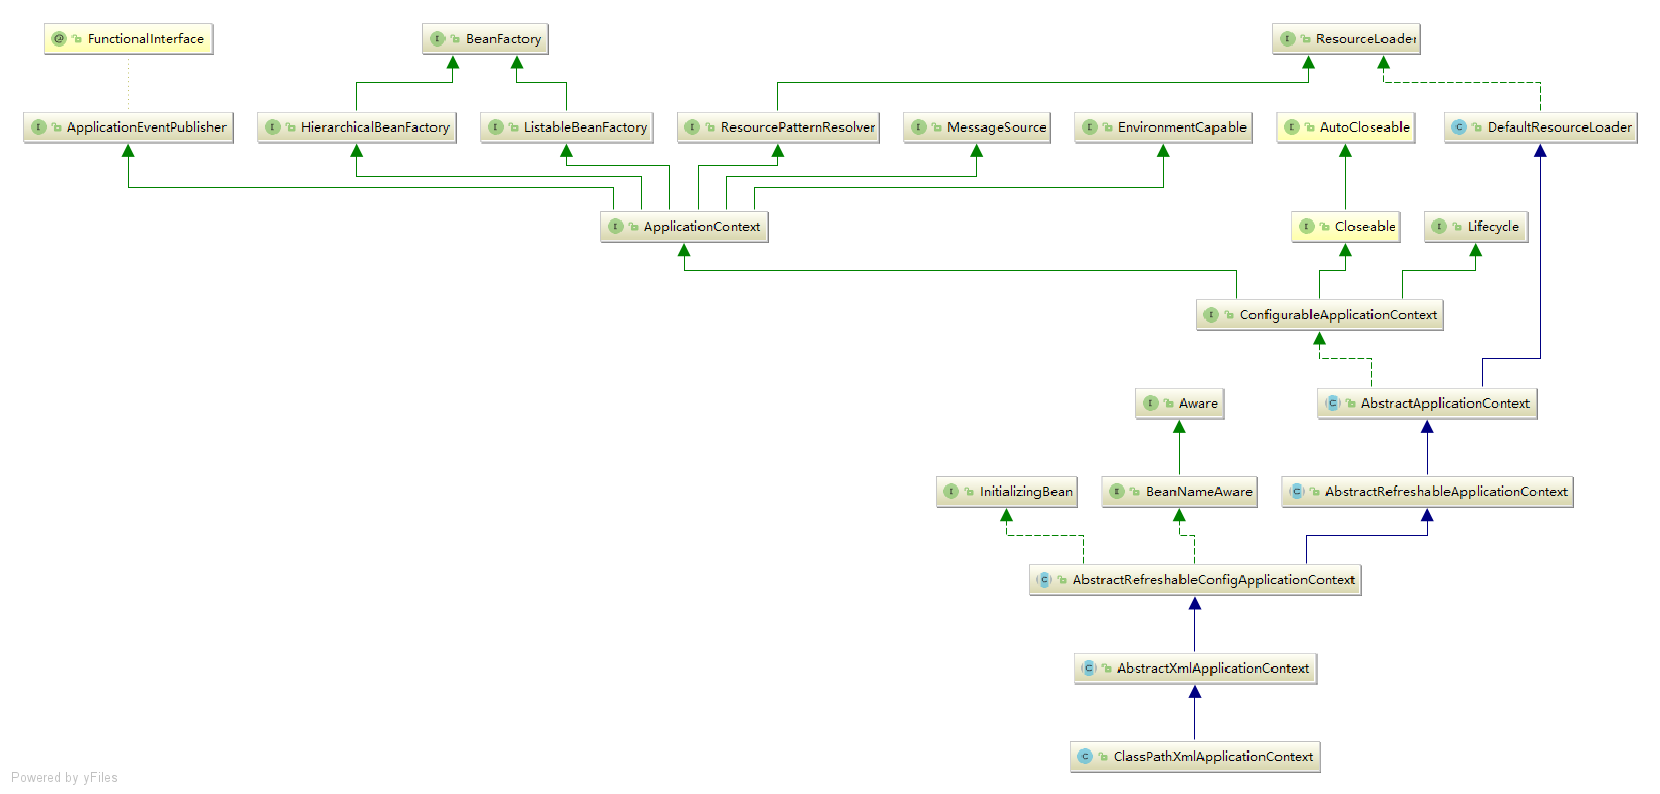 FunctionalInterface
BeanFactory
ResourceLoader
ApplicationEventPublisher
HierarchicalBeanFactory
ListableBeanFactory
ResourcePatternResolver
MessageSource
EnvironmentCapable
AutoCloseable
DefaultResourceLoader
ApplicationContext
Closeable
Lifecycle
ConfigurableApplicationContext
Aware
AbstractApplicationContext
InitializingBean
BeanNameAware
AbstractRefreshableApplicationContext
AbstractRefreshableConfigApplicationContext
AbstractXmlApplicationContext
ClassPathXmlApplicationContext
Powered by yFiles